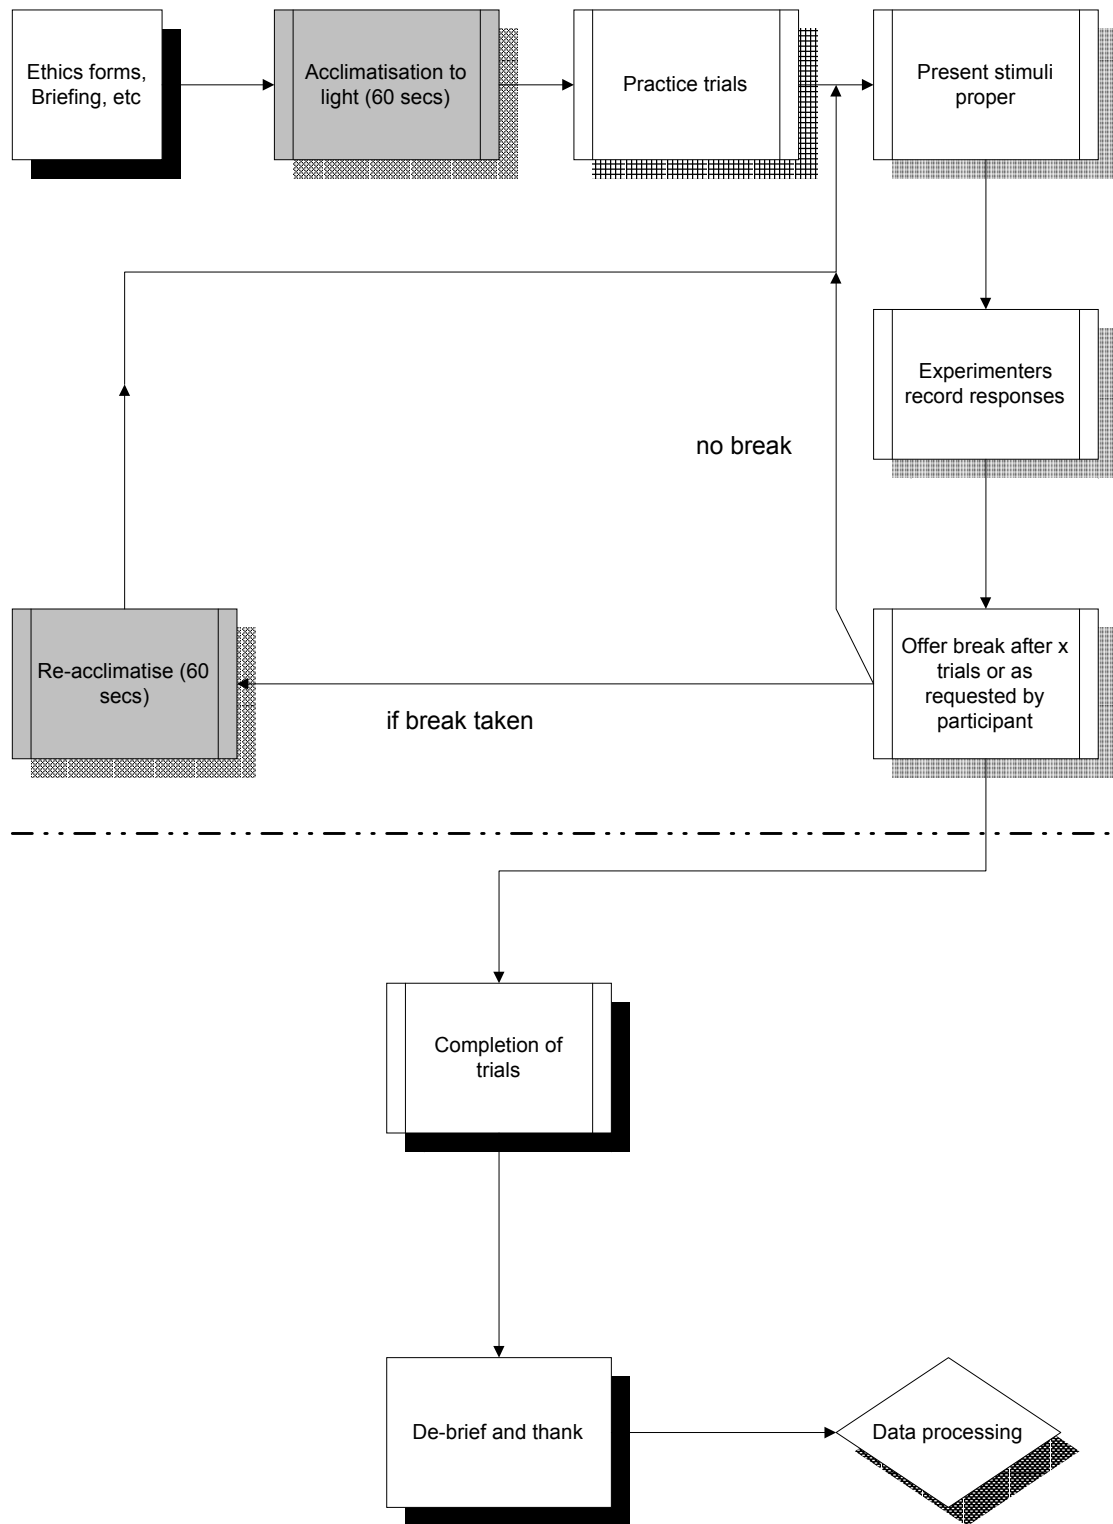 Ethics forms,
Briefing, etc
Acclimatisation to
light (60 secs)
Practice trials
Present stimuli
proper
Experimenters
record responses
no break
Offer break after x
trials or as
requested by
participant
Re-acclimatise (60
secs)
if break taken
Completion of
trials
De-brief and thank
Data processing